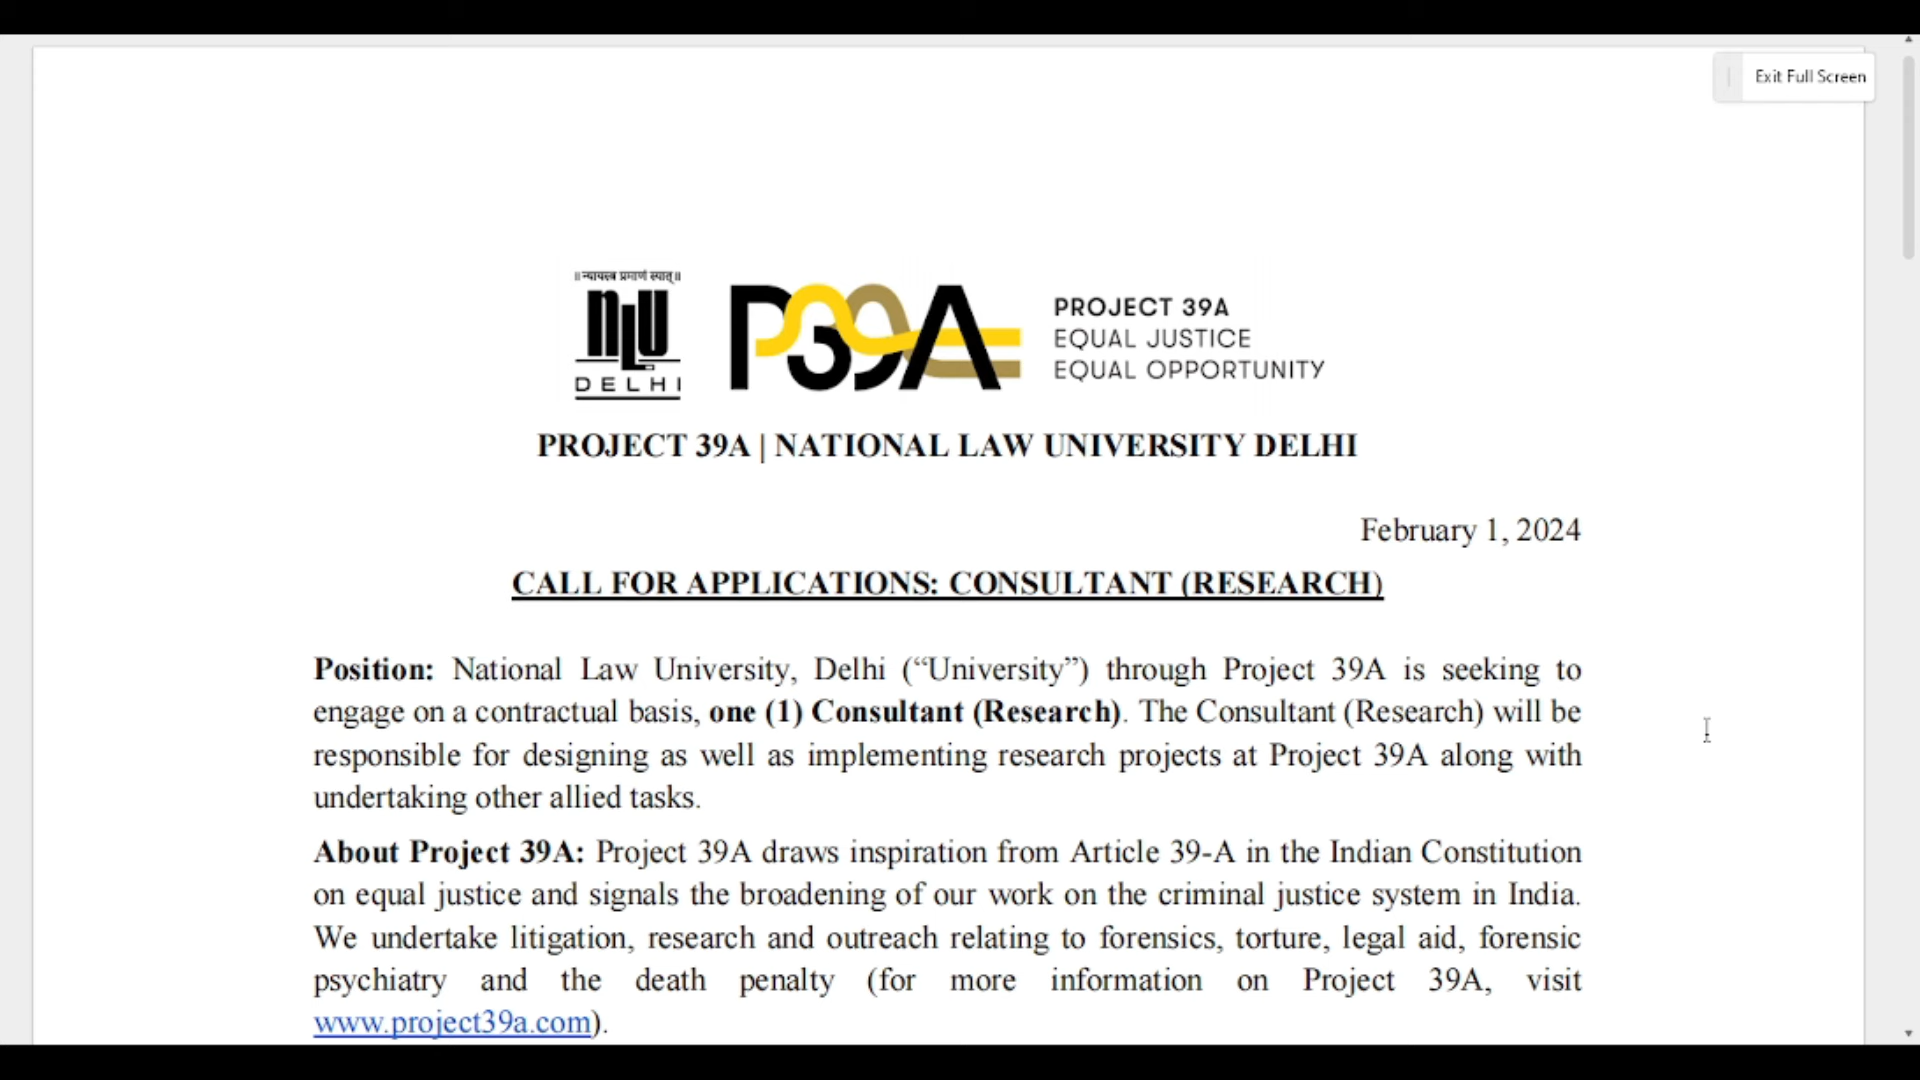 Exit Full Screen
॥ न्यायस्व प्रमाणं स्यात् ॥
NLU
DELHI
P39A
PROJECT 39A
EQUAL JUSTICE
EQUAL OPPORTUNITY
PROJECT 39A | NATIONAL LAW UNIVERSITY DELHI
February 1, 2024
CALL FOR APPLICATIONS: CONSULTANT (RESEARCH)
Position: National Law University, Delhi (“University”) through Project 39A is seeking to
engage on a contractual basis, one (1) Consultant (Research). The Consultant (Research) will be
responsible for designing as well as implementing research projects at Project 39A along with
undertaking other allied tasks.
About Project 39A: Project 39A draws inspiration from Article 39-A in the Indian Constitution
on equal justice and signals the broadening of our work on the criminal justice system in India.
We undertake litigation, research and outreach relating to forensics, torture, legal aid, forensic
psychiatry and the death penalty (for more information on Project 39A, visit
www.project39a.com).